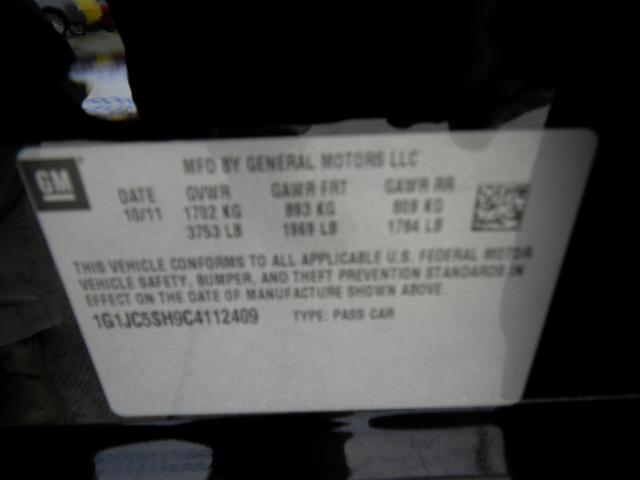 MFD BY GENERAL MOTORS LLC
GM
DATE GVWR GAWR FRT GAWR RR
10/11 1702 KG 893 KG 809 KG
3753 LB 1969 LB 1784 LB
THIS VEHICLE CONFORMS TO ALL APPLICABLE U.S. FEDERAL MOTOR
VEHICLE SAFETY, BUMPER, AND THEFT PREVENTION STANDARDS IN
EFFECT ON THE DATE OF MANUFACTURE SHOWN ABOVE.
1G1JC5SH9C4112409 TYPE: PASS CAR